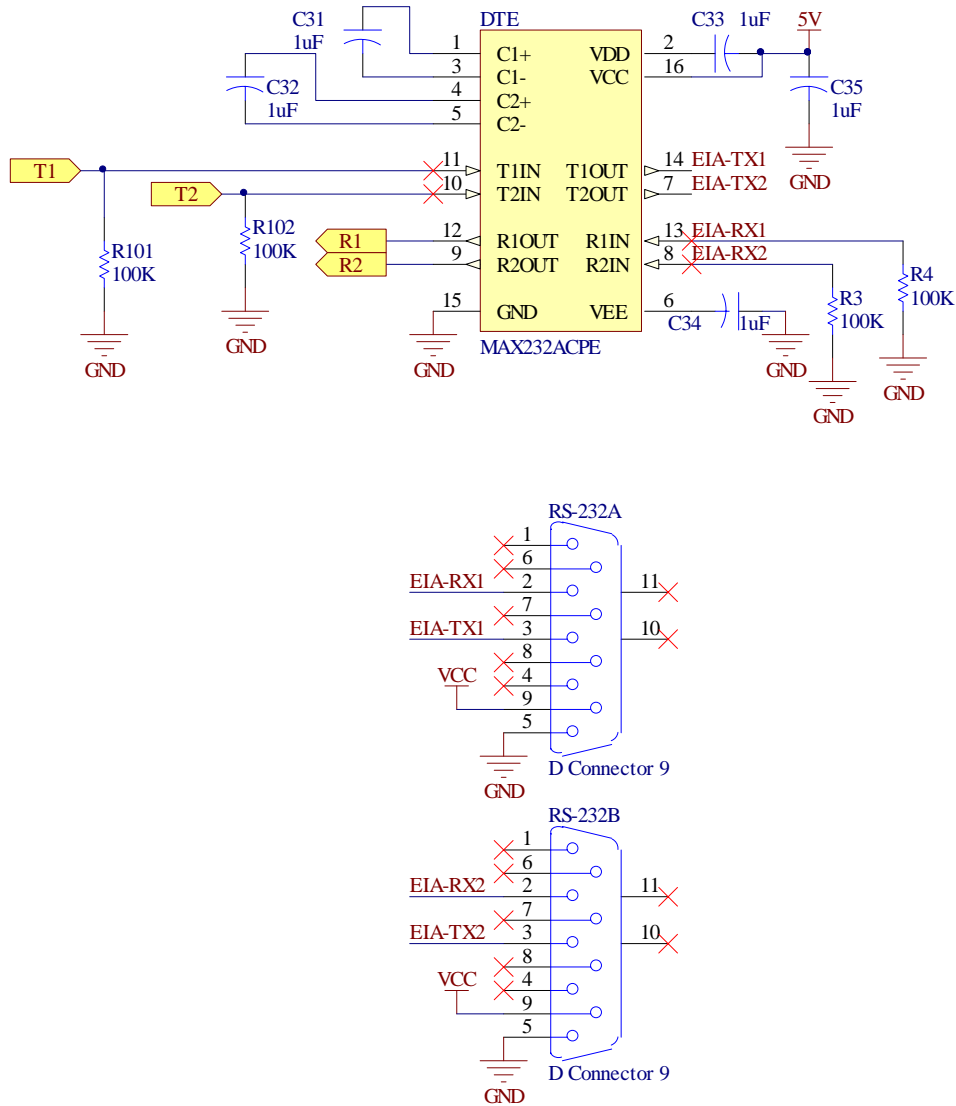 C31
1uF
DTE
C33 1uF
5V
1 C1+ VDD 2
3 C1- VCC 16
C32
1uF
4 C2+
5 C2-
C35
1uF
GND
T1
11 T1IN T1OUT 14 EIA-TX1
T2
10 T2IN T2OUT 7 EIA-TX2
R101
100K
R102
100K
R1
12 R1OUT R1IN 13 EIA-RX1
R2
9 R2OUT R2IN 8 EIA-RX2
R4
100K
R3
100K
15 GND VEE 6
C34 1uF
MAX232ACPE
GND
GND
GND
GND
GND
GND
RS-232A
1
6
EIA-RX1 2
7
EIA-TX1 3
8
VCC 4
9
5
11
10
GND
D Connector 9
RS-232B
1
6
EIA-RX2 2
7
EIA-TX2 3
8
VCC 4
9
5
11
10
GND
D Connector 9